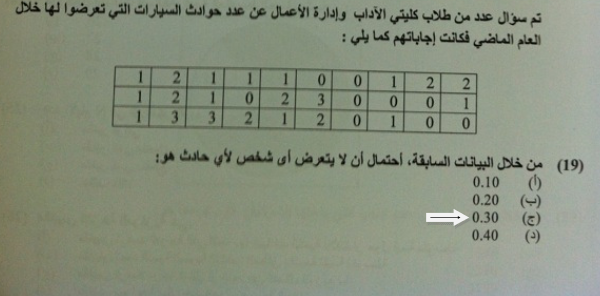 تم سؤال عدد من طلاب كليتي الأداب وإدارة الأعمال عن عدد حوادث السيارات التي تعرضوا لها خلال
العام الماضي فكانت إجاباتهم كما يلي :
1 2 1 1 1 0 0 1 2 2
1 2 1 0 2 3 0 0 0 1
1 3 3 2 1 2 0 1 0 0
(19) من خلال البيانات السابقة، أحتمال أن لا يتعرض أى شخص لأي حادث هو:
(أ) 0.10
(ب) 0.20
(ج) 0.30
(د) 0.40